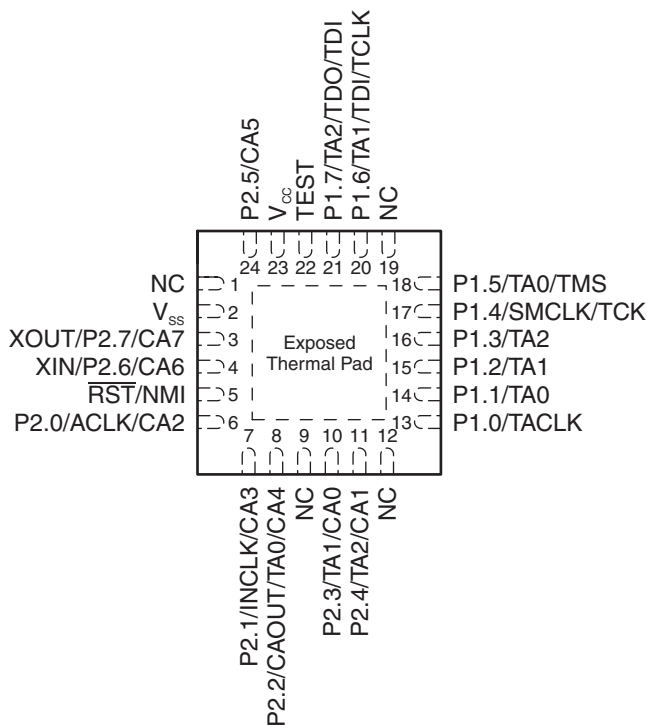 P2.5/CA5
VCC
TEST
P1.7/TA2/TDO/TDI
P1.6/TA1/TDI/TCLK
NC
24 23 22 21 20 19
NC 1
VSS 2
XOUT/P2.7/CA7 3
XIN/P2.6/CA6 4
RST/NMI 5
P2.0/ACLK/CA2 6
Exposed
Thermal Pad
18 P1.5/TA0/TMS
17 P1.4/SMCLK/TCK
16 P1.3/TA2
15 P1.2/TA1
14 P1.1/TA0
13 P1.0/TACLK
7 8 9 10 11 12
P2.1/INCLK/CA3
P2.2/CAOUT/TA0/CA4
NC
P2.3/TA1/CA0
P2.4/TA2/CA1
NC